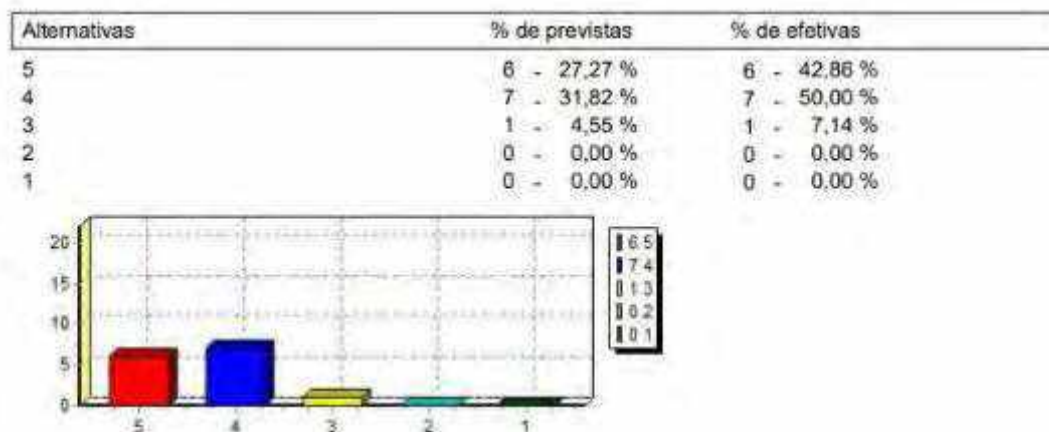 Alternativas % de previstas % de efetivas
5 6 - 27,27 % 6 - 42,86 %
4 7 - 31,82 % 7 - 50,00 %
3 1 - 4,55 % 1 - 7,14 %
2 0 - 0,00 % 0 - 0,00 %
1 0 - 0,00 % 0 - 0,00 %
20
15
10
5
0
5 4 3 2 1
6 5
7 4
1 3
0 2
0 1